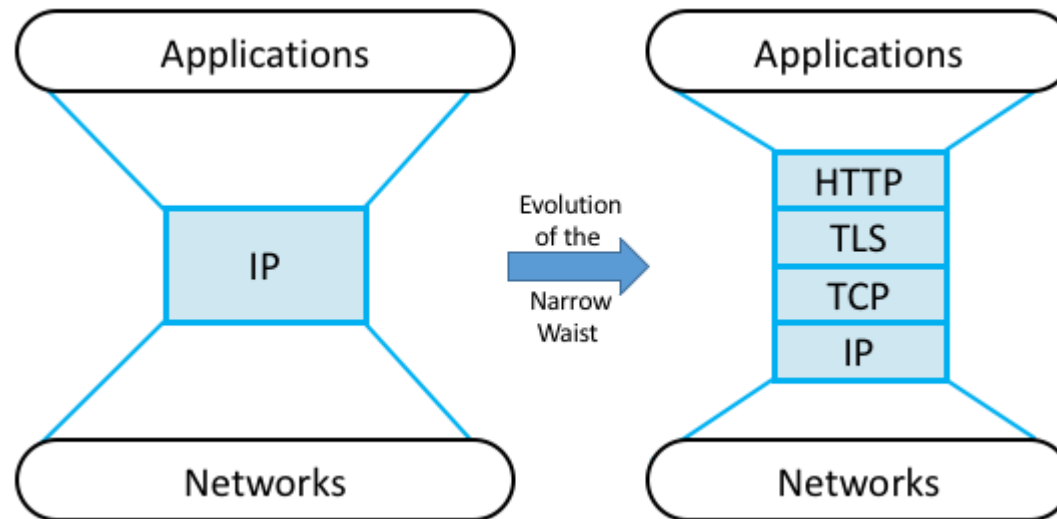 Applications
IP
Networks
Evolution
of the
Narrow
Waist
Applications
HTTP
TLS
TCP
IP
Networks